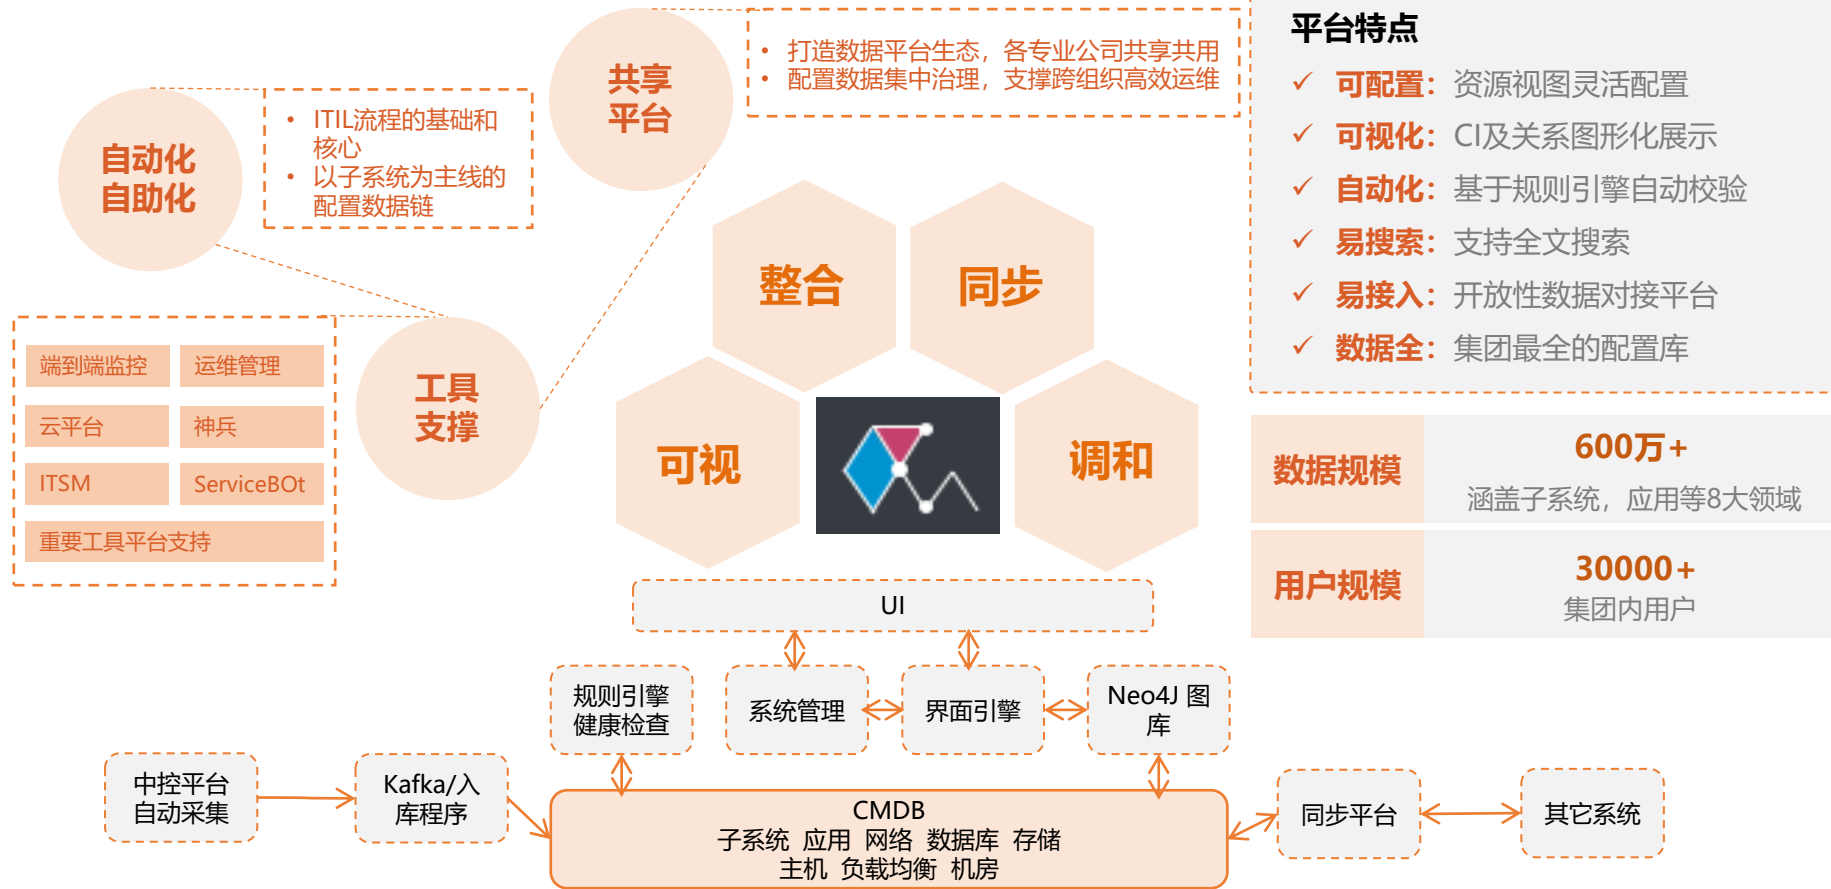 共享
平台
• 打造数据平台生态，各专业公司共享共用
• 配置数据集中治理，支撑跨组织高效运维
自动化
自助化
• ITIL流程的基础和
核心
• 以子系统为主线的
配置数据链
工具
支撑
端到端监控
运维管理
云平台
神兵
ITSM
ServiceBOt
重要工具平台支持
整合
同步
可视
调和
平台特点
✓ 可配置：资源视图灵活配置
✓ 可视化：CI及关系图形化展示
✓ 自动化：基于规则引擎自动校验
✓ 易搜索：支持全文搜索
✓ 易接入：开放性数据对接平台
✓ 数据全：集团最全的配置库
数据规模
600万+
涵盖子系统，应用等8大领域
用户规模
30000+
集团内用户
UI
规则引擎
健康检查
系统管理
界面引擎
Neo4J 图
库
中控平台
自动采集
Kafka/入
库程序
CMDB
子系统 应用 网络 数据库 存储
主机 负载均衡 机房
同步平台
其它系统